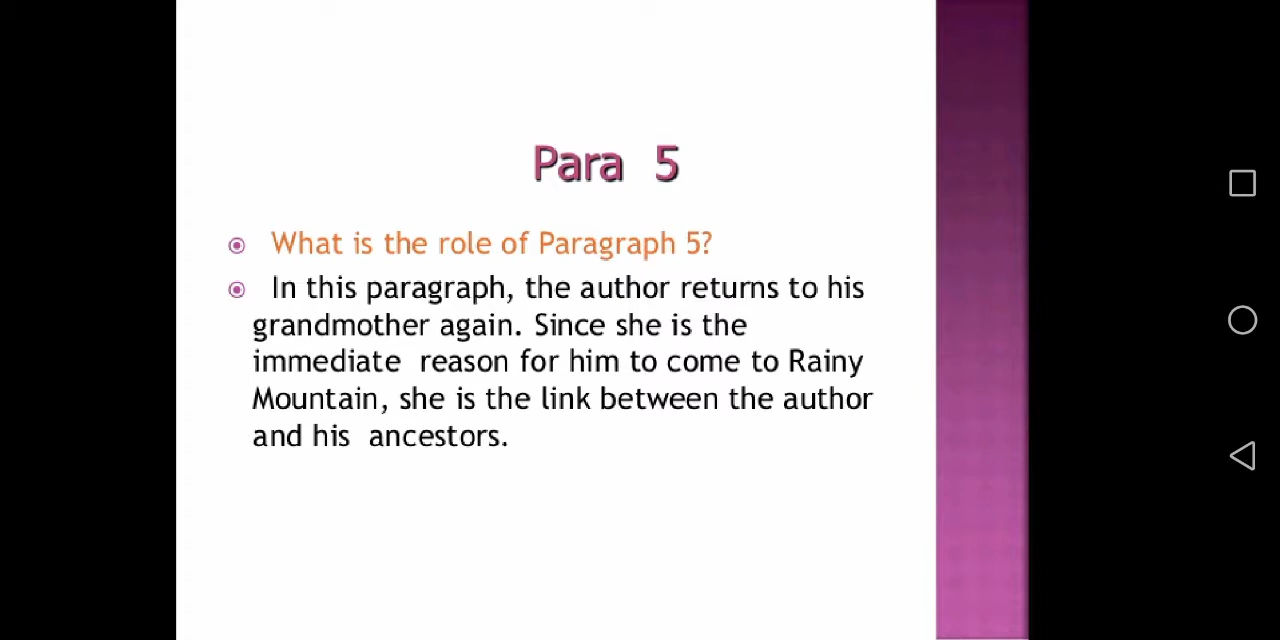 Para 5
What is the role of Paragraph 5?
In this paragraph, the author returns to his
grandmother again. Since she is the
immediate reason for him to come to Rainy
Mountain, she is the link between the author
and his ancestors.